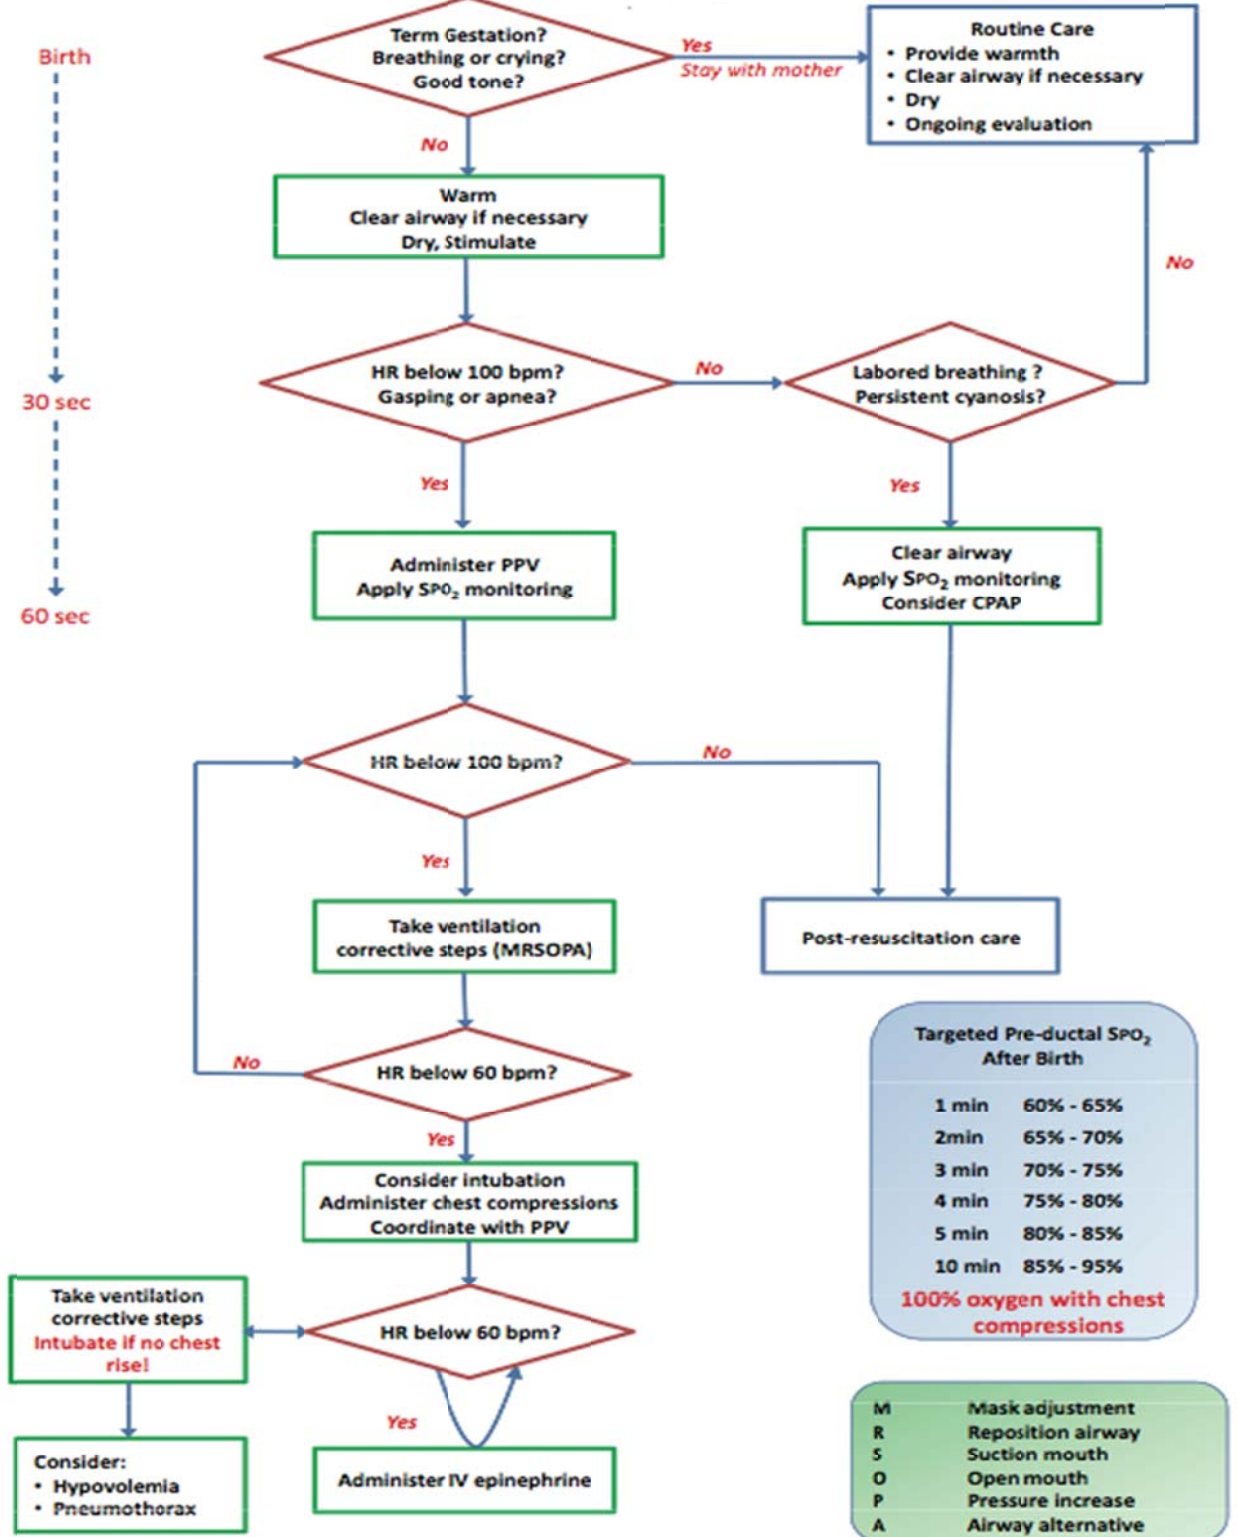 Term Gestation?
Breathing or crying?
Good tone?
Yes
Stay with mother
Routine Care
• Provide warmth
• Clear airway if necessary
• Dry
• Ongoing evaluation
Birth
No
Warm
Clear airway if necessary
Dry, Stimulate
No
HR below 100 bpm?
Gasping or apnea?
No
Labored breathing ?
Persistent cyanosis?
30 sec
Yes
Yes
Administer PPV
Apply SPO₂ monitoring
Clear airway
Apply SPO₂ monitoring
Consider CPAP
60 sec
HR below 100 bpm?
No
Yes
Take ventilation
corrective steps (MRSOPA)
Post-resuscitation care
HR below 60 bpm?
No
Yes
Consider intubation
Administer chest compressions
Coordinate with PPV
Targeted Pre-ductal SPO₂
After Birth
1 min 60% - 65%
2min 65% - 70%
3 min 70% - 75%
4 min 75% - 80%
5 min 80% - 85%
10 min 85% - 95%
100% oxygen with chest
compressions
Take ventilation
corrective steps
Intubate if no chest
rise!
HR below 60 bpm?
Yes
Administer IV epinephrine
Consider:
• Hypovolemia
• Pneumothorax
M Mask adjustment
R Reposition airway
S Suction mouth
O Open mouth
P Pressure increase
A Airway alternative